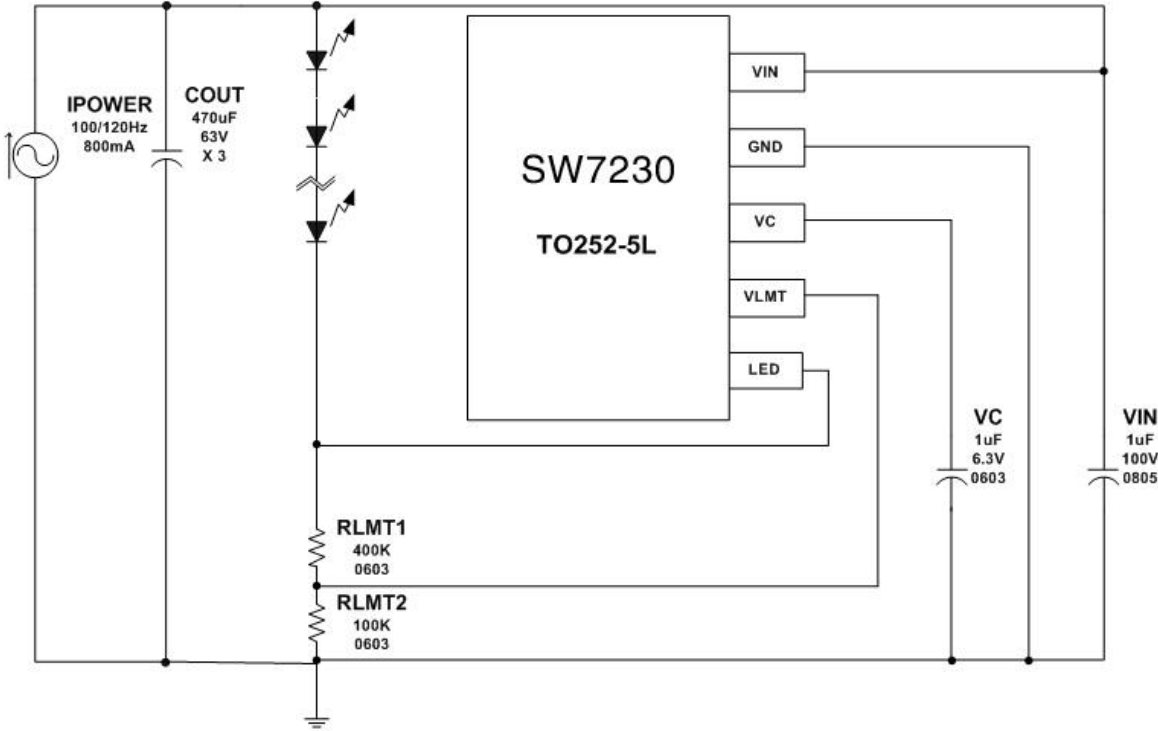 IPOWER
100/120Hz
800mA
COUT
470uF
63V
X 3
SW7230
TO252-5L
VIN
GND
VC
VLMT
LED
VC
1uF
6.3V
0603
VIN
1uF
100V
0805
RLMT1
400K
0603
RLMT2
100K
0603